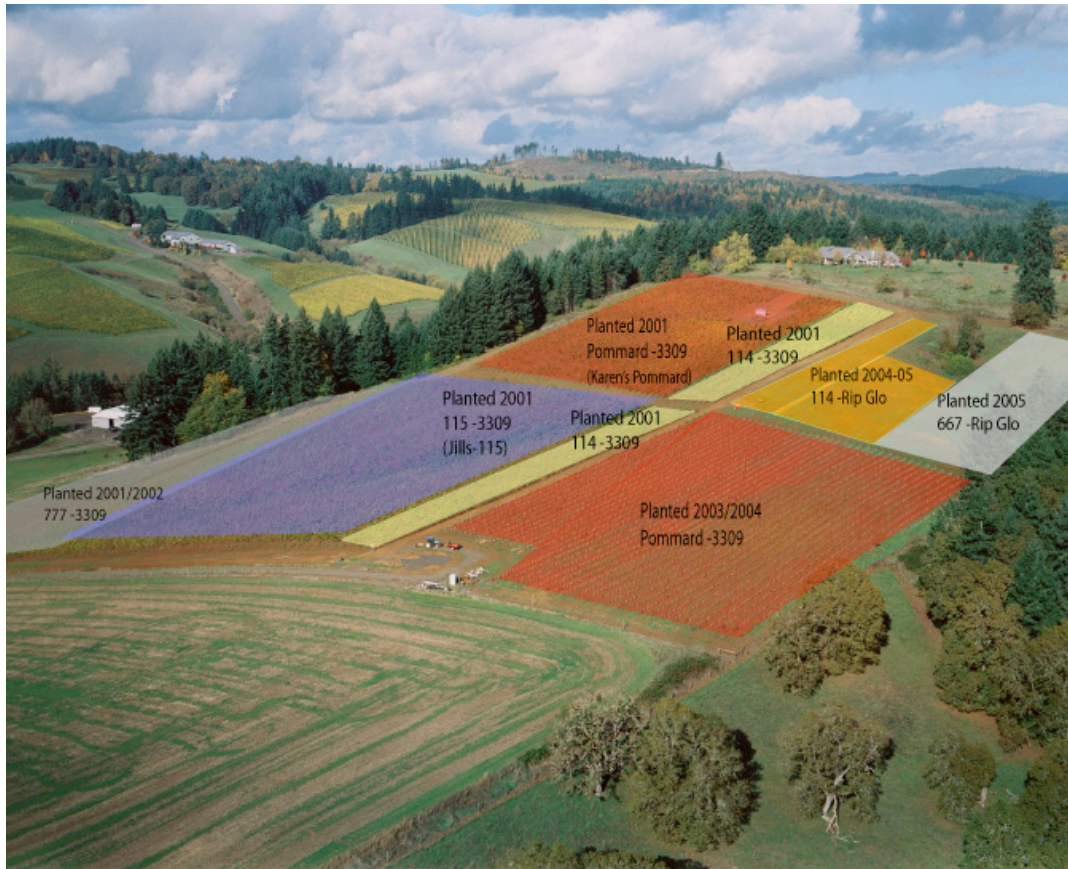 Planted 2001
Pommard -3309
(Karen's Pommard)
Planted 2001
114 -3309
Planted 2004-05
114 -Rip Glo
Planted 2005
667 -Rip Glo
Planted 2001
115 -3309
(Jills-115)
Planted 2001
114 -3309
Planted 2001/2002
777 -3309
Planted 2003/2004
Pommard -3309